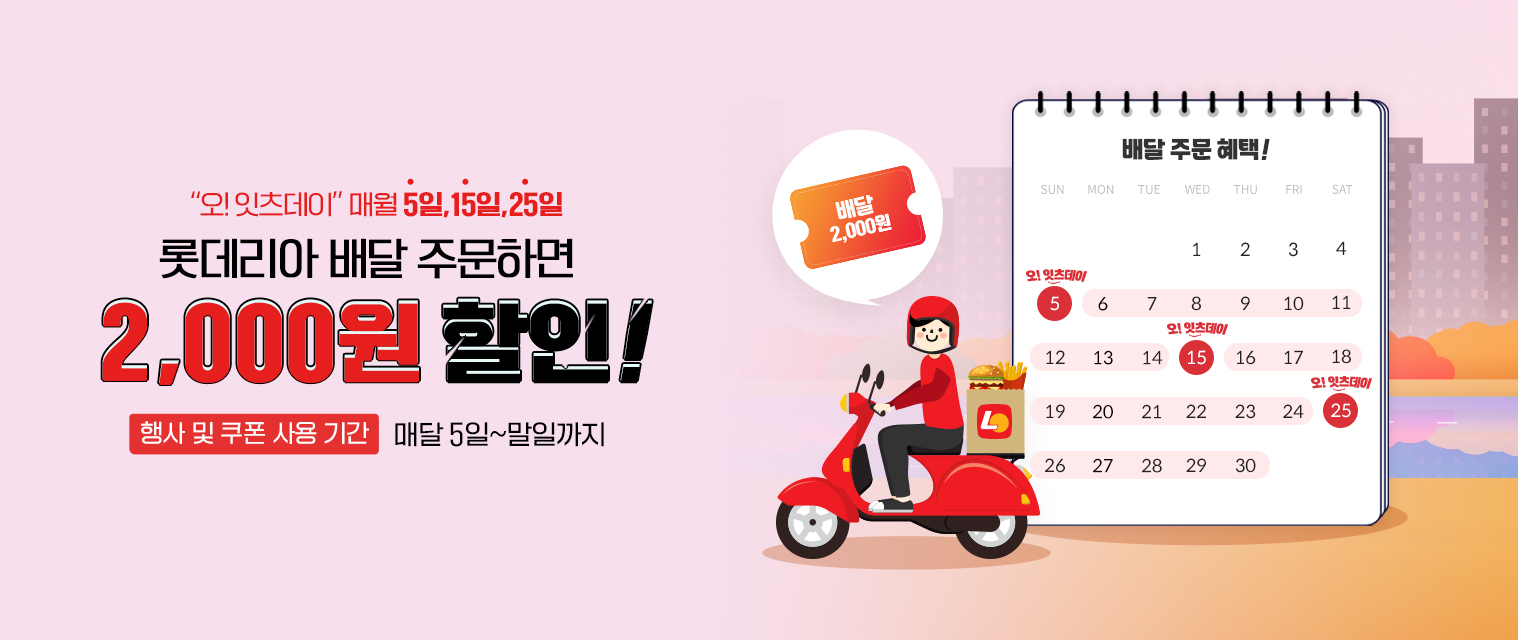 “오! 잇츠데이” 매월 5일,15일,25일
롯데리아 배달 주문하면
2,000원 할인!
행사 및 쿠폰 사용 기간 매달 5일~말일까지
배달
2,000원
L
배달 주문 혜택!
SUN MON TUE WED THU FRI SAT
1 2 3 4
오! 잇츠데이
5 6 7 8 9 10 11
오! 잇츠데이
12 13 14 15 16 17 18
오! 잇츠데이
19 20 21 22 23 24 25
26 27 28 29 30